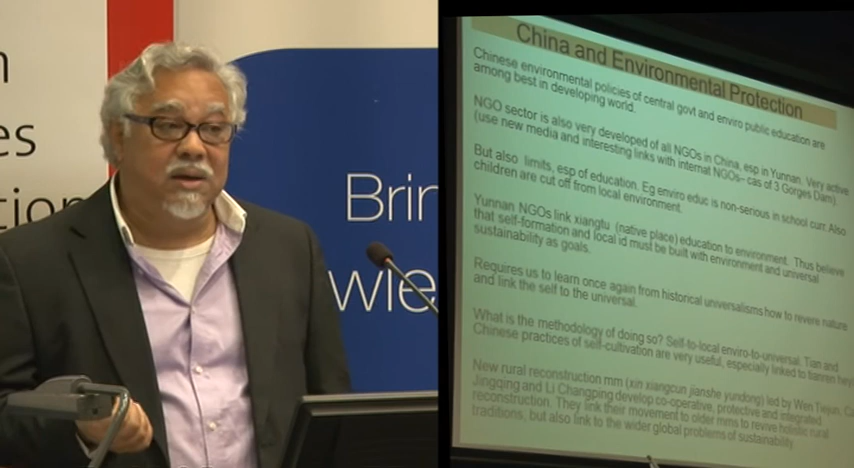 n
es
tion
Brin
wle
China and Environmental Protection
Chinese environmental policies of central govt and enviro public education are
among best in developing world.
NGO sector is also very developed of all NGOs in China, esp in Yunnan. Very active
(use new media and interesting links with internat NGOs– cas of 3 Gorges Dam)
But also limits, esp of education. Eg enviro educ is non-serious in school curr. Also
children are cut off from local environment.
Yunnan NGOs link xiangtu (native place) education to environment. Thus believe
that self-formation and local id must be built with environment and universal
sustainability as goals.
Requires us to learn once again from historical universalisms how to revere nature
and link the self to the universal.
What is the methodology of doing so? Self-to-local enviro-to-universal. Tian and
Chinese practices of self-cultivation are very useful, especially linked to tianren hey
New rural reconstruction mm (xin xiangcun jianshe yundong) led by Wen Tiejun, C
Jingqing and Li Changping develop co-operative, protective and integrated
reconstruction. They link their movement to older mms to revive holistic rural
traditions, but also link to the wider global problems of sustainability